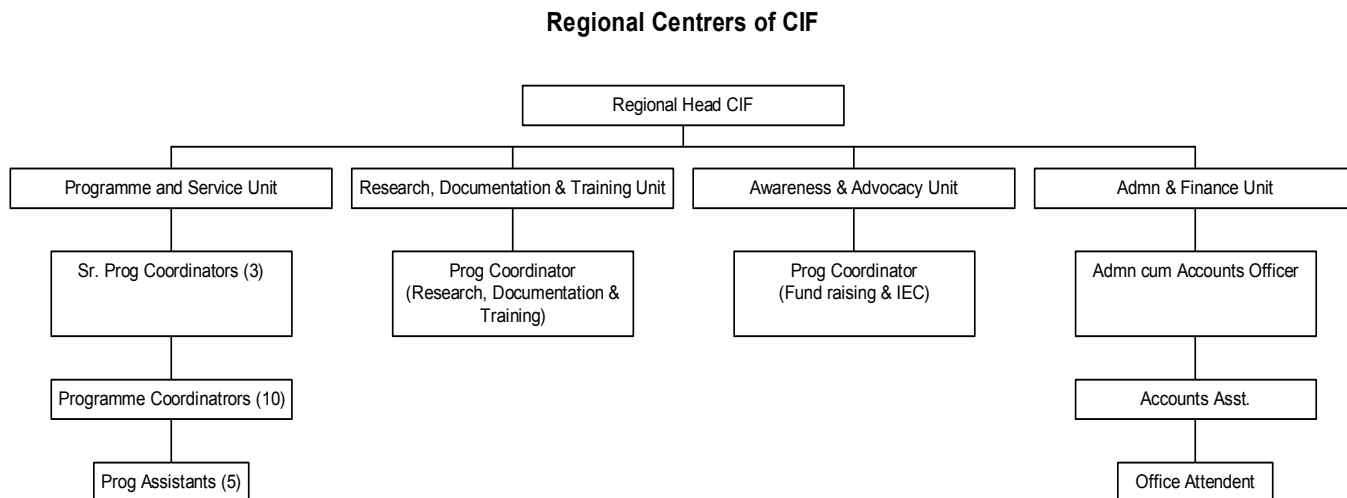 Regional Centrers of CIF
Regional Head CIF
Programme and Service Unit
Research, Documentation & Training Unit
Awareness & Advocacy Unit
Admn & Finance Unit
Sr. Prog Coordinators (3)
Prog Coordinator
(Research, Documentation &
Training)
Prog Coordinator
(Fund raising & IEC)
Admn cum Accounts Officer
Programme Coordinatrors (10)
Accounts Asst.
Prog Assistants (5)
Office Attendent